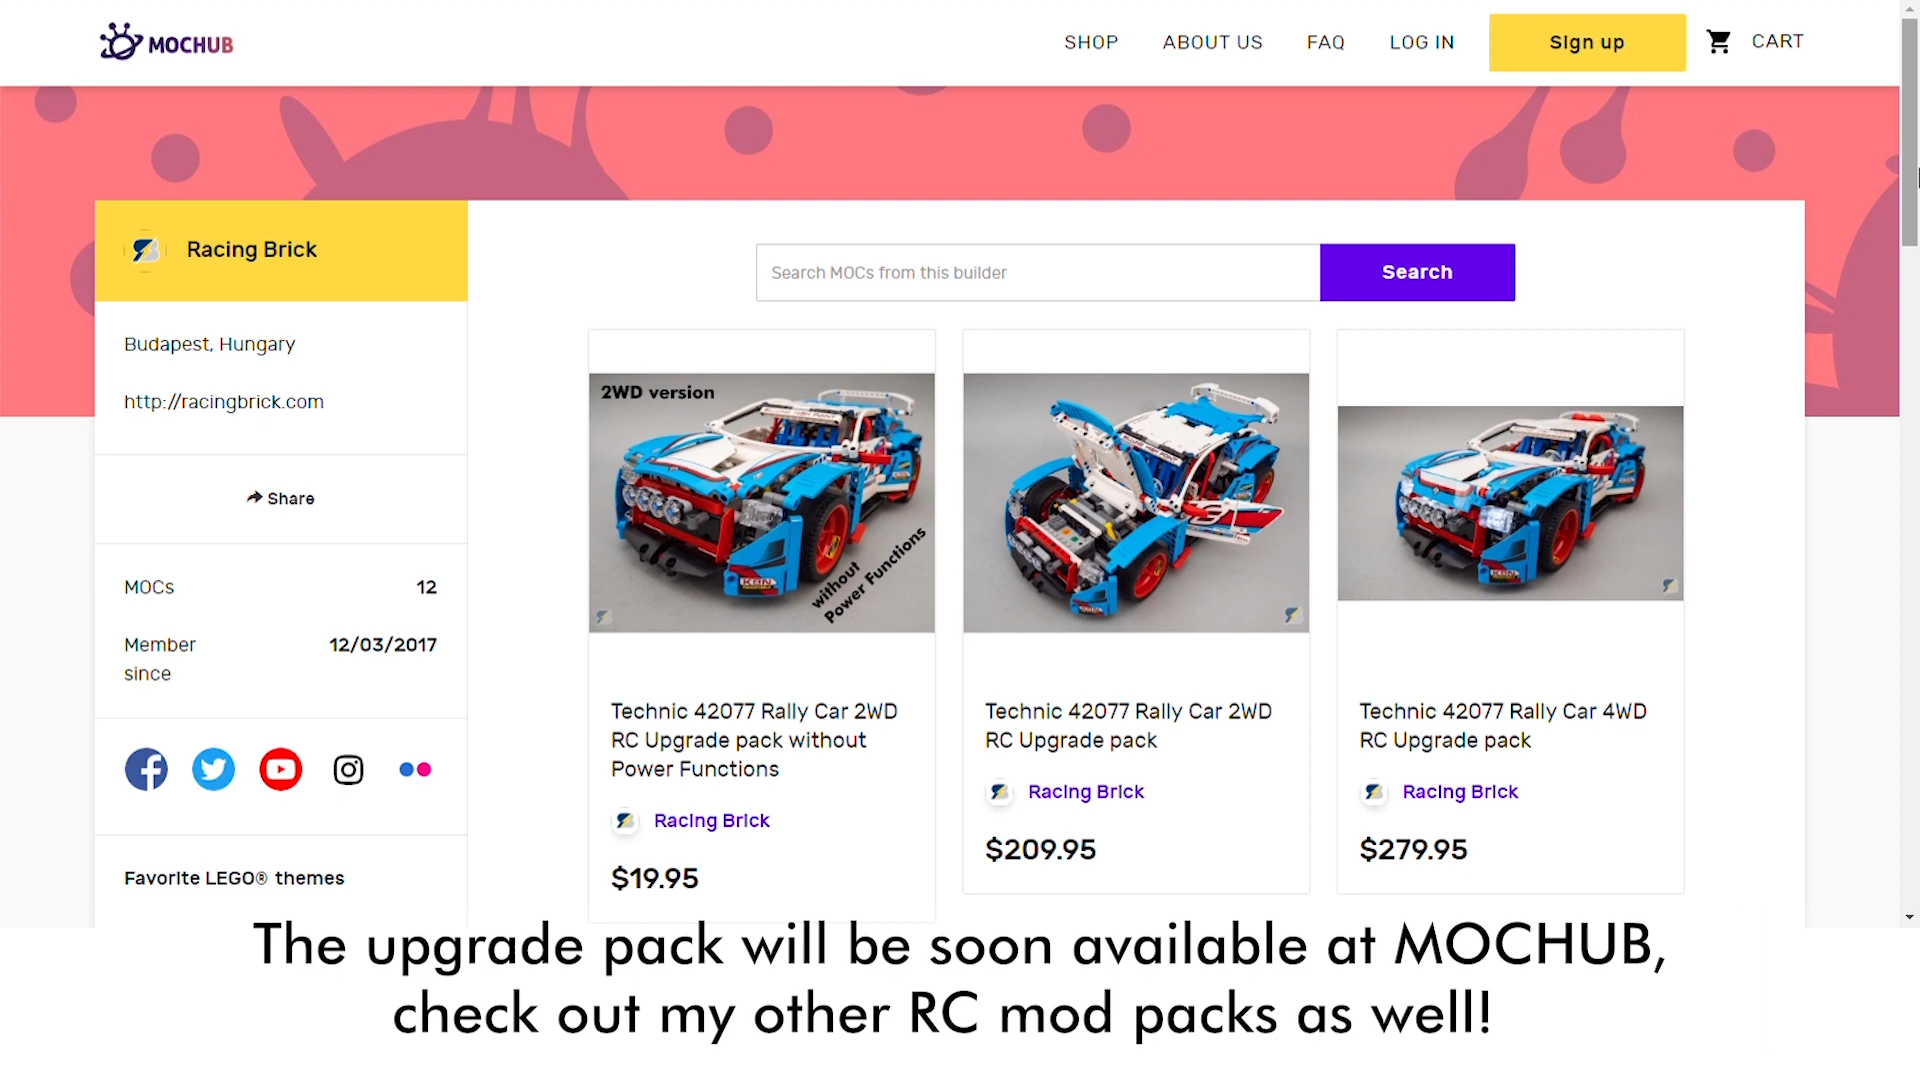 MOCHUB
SHOP
ABOUT US
FAQ
LOG IN
Sign up
CART
Racing Brick
Budapest, Hungary
http://racingbrick.com
Share
MOCs 12
Member since 12/03/2017
Favorite LEGO® themes
Search MOCs from this builder
Search
2WD version
without
Power Functions
KBN
Technic 42077 Rally Car 2WD
RC Upgrade pack without
Power Functions
Racing Brick
$19.95
Technic 42077 Rally Car 2WD
RC Upgrade pack
Racing Brick
$209.95
Technic 42077 Rally Car 4WD
RC Upgrade pack
Racing Brick
$279.95
The upgrade pack will be soon available at MOCHUB,
check out my other RC mod packs as well!